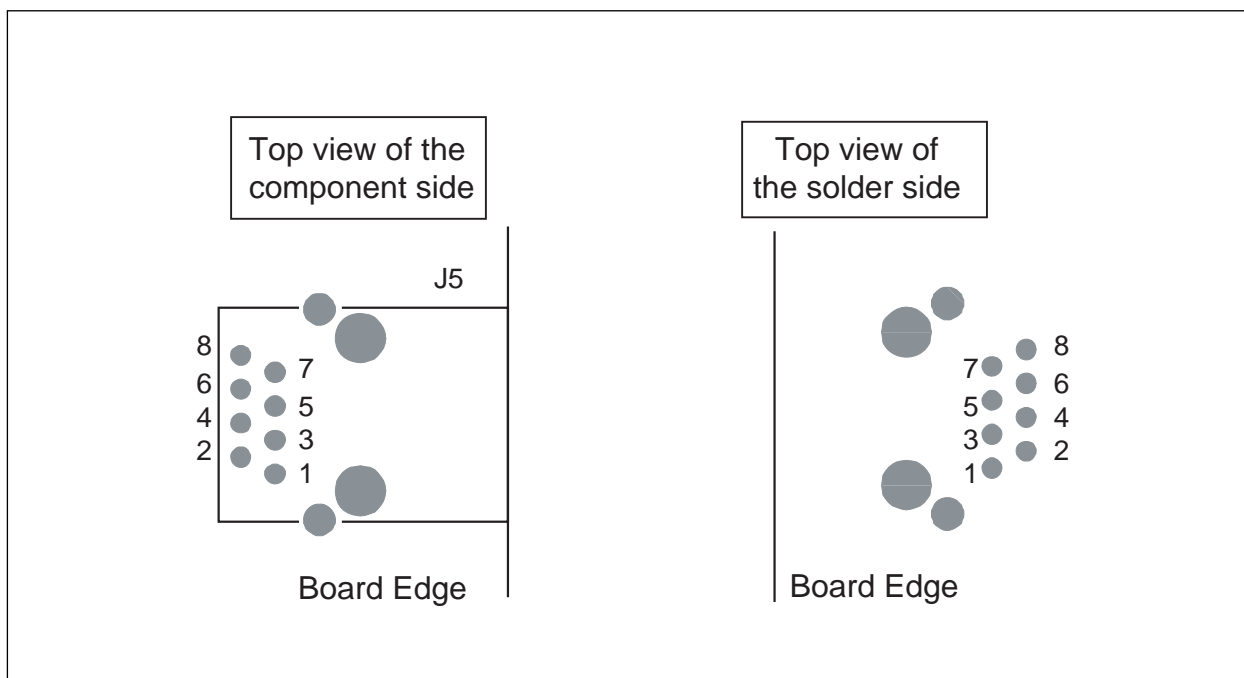 Top view of the
component side
J5
8
7
6
5
4
3
2
1
Board Edge
Top view of
the solder side
8
7
6
5
4
3
2
1
Board Edge